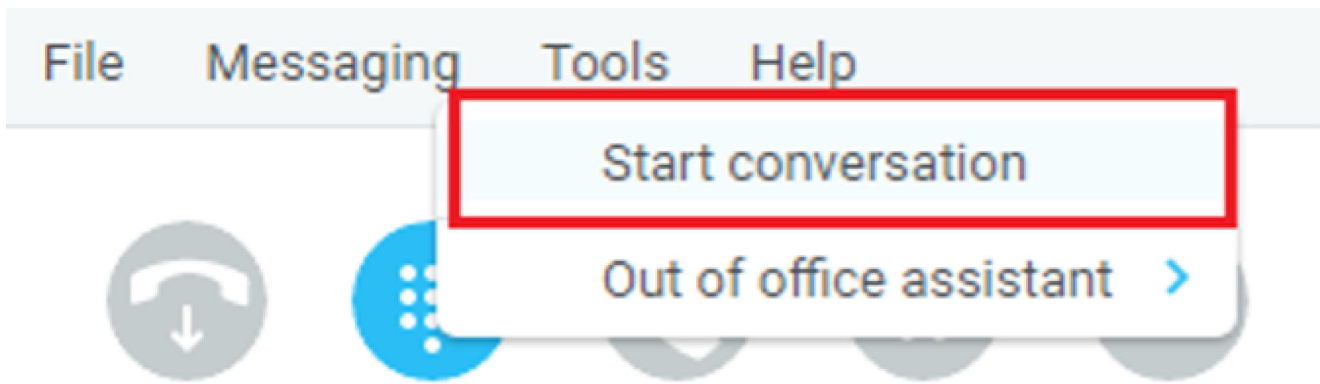 File Messaging Tools Help
Start conversation
Out of office assistant